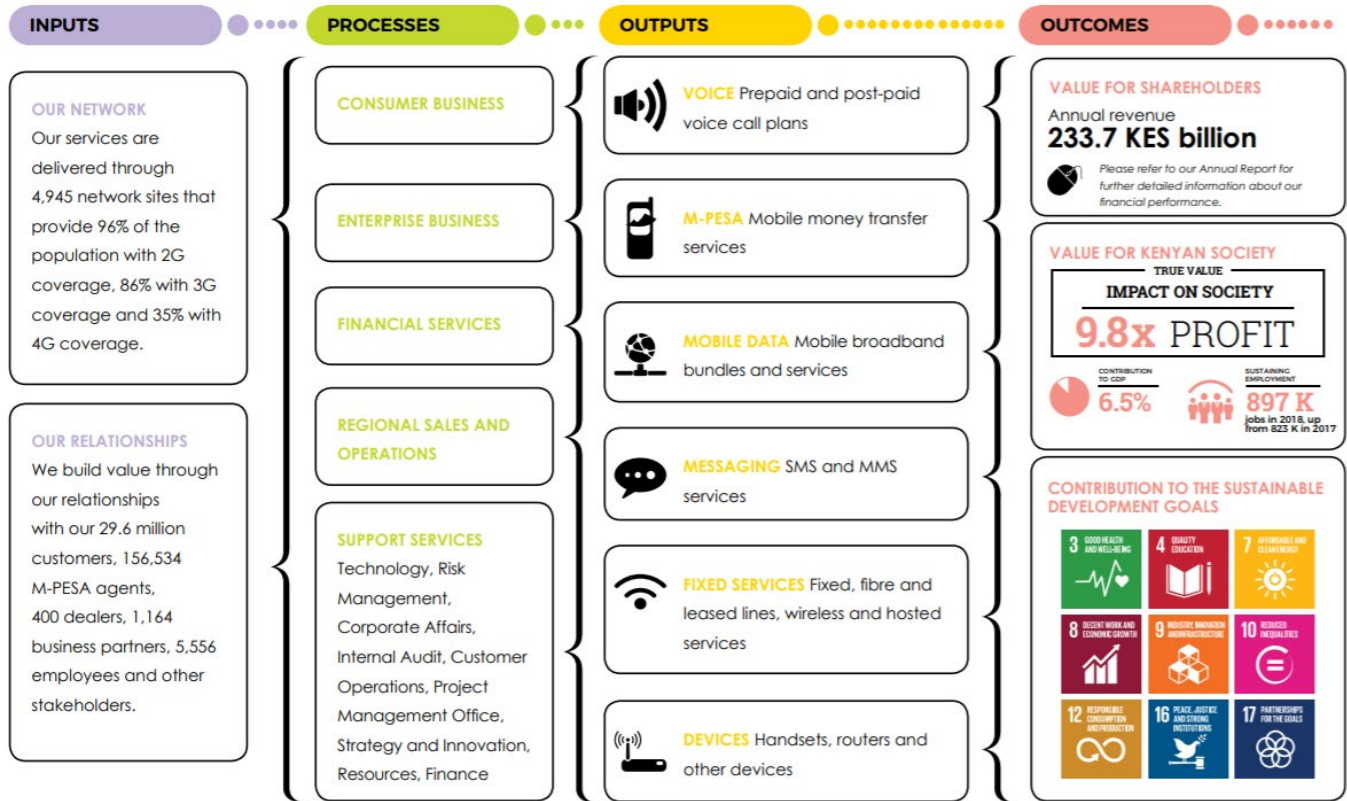 INPUTS
PROCESSES
OUTPUTS
OUTCOMES
OUR NETWORK
Our services are
delivered through
4,945 network sites that
provide 96% of the
population with 2G
coverage, 86% with 3G
coverage and 35% with
4G coverage.
OUR RELATIONSHIPS
We build value through
our relationships
with our 29.6 million
customers, 156,534
M-PESA agents,
400 dealers, 1,164
business partners, 5,556
employees and other
stakeholders.
CONSUMER BUSINESS
ENTERPRISE BUSINESS
FINANCIAL SERVICES
REGIONAL SALES AND
OPERATIONS
SUPPORT SERVICES
Technology, Risk
Management,
Corporate Affairs,
Internal Audit, Customer
Operations, Project
Management Office,
Strategy and Innovation,
Resources, Finance
VOICE Prepaid and post-paid
voice call plans
M-PESA Mobile money transfer
services
MOBILE DATA Mobile broadband
bundles and services
MESSAGING SMS and MMS
services
FIXED SERVICES Fixed, fibre and
leased lines, wireless and hosted
services
DEVICES Handsets, routers and
other devices
VALUE FOR SHAREHOLDERS
Annual revenue
233.7 KES billion
Please refer to our Annual Report for
further detailed information about our
financial performance.
VALUE FOR KENYAN SOCIETY
TRUE VALUE
IMPACT ON SOCIETY
9.8x PROFIT
CONTRIBUTION
TO GDP
6.5%
SUSTAINING
EMPLOYMENT
897 K
jobs in 2018, up
from 823 K in 2017
CONTRIBUTION TO THE SUSTAINABLE
DEVELOPMENT GOALS
3 GOOD HEALTH
AND WELL-BEING
4 QUALITY
EDUCATION
7 AFFORDABLE AND
CLEAN ENERGY
8 DECENT WORK AND
ECONOMIC GROWTH
9 INDUSTRY, INNOVATION
AND INFRASTRUCTURE
10 REDUCED
INEQUALITIES
12 RESPONSIBLE
CONSUMPTION
AND PRODUCTION
16 PEACE, JUSTICE
AND STRONG
INSTITUTIONS
17 PARTNERSHIPS
FOR THE GOALS